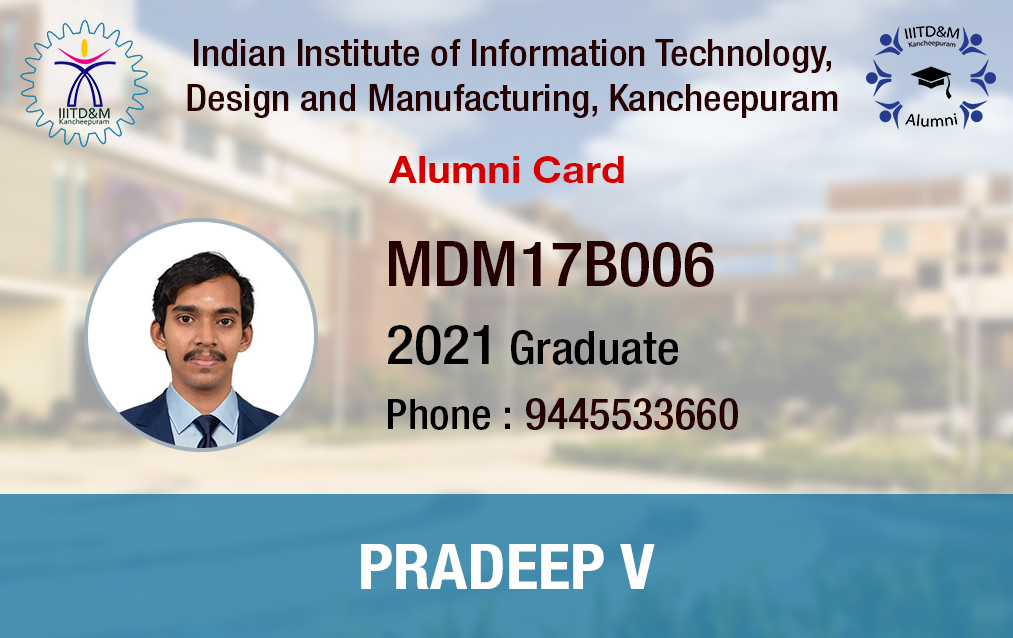 Indian Institute of Information Technology,
Design and Manufacturing, Kancheepuram
IIITD&M
Kancheepuram
IIITD&M
Kancheepuram
Alumni
Alumni Card
MDM17B006
2021 Graduate
Phone : 9445533660
PRADEEP V